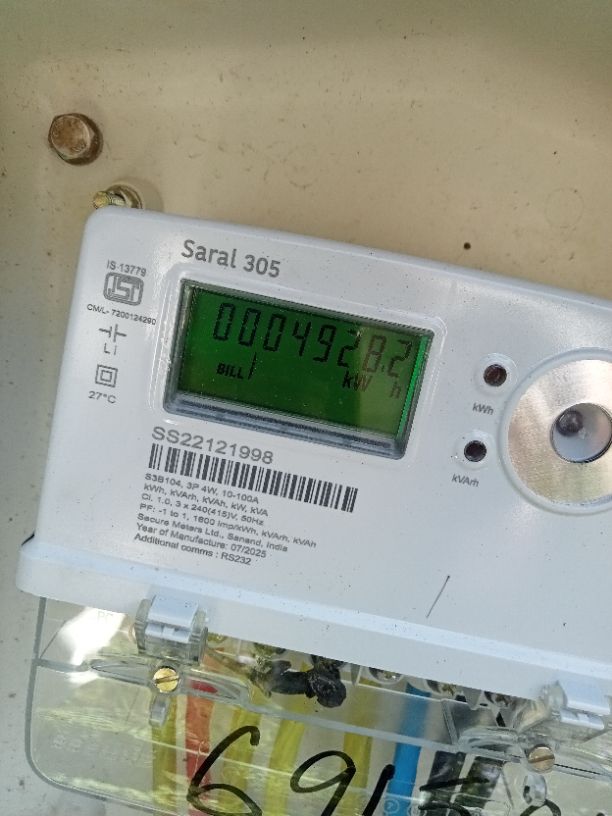 Saral 305
IS 13779
CM/L- 7200124290
Li
27°C
0004928.2
BILL
kW h
kWh
kVArh
SS22121998
S3B104, 3P 4W, 10-100A
kWh, kVArh, kVAh, kW, kVA
Cl. 1.0, 3 x 240(415)V, 50Hz
PF: -1 to 1, 1600 Imp/kWh, kVArh, kVAh
Secure Meters Ltd., Sanand, India
Year of Manufacture: 07/2025
Additional comms : RS232